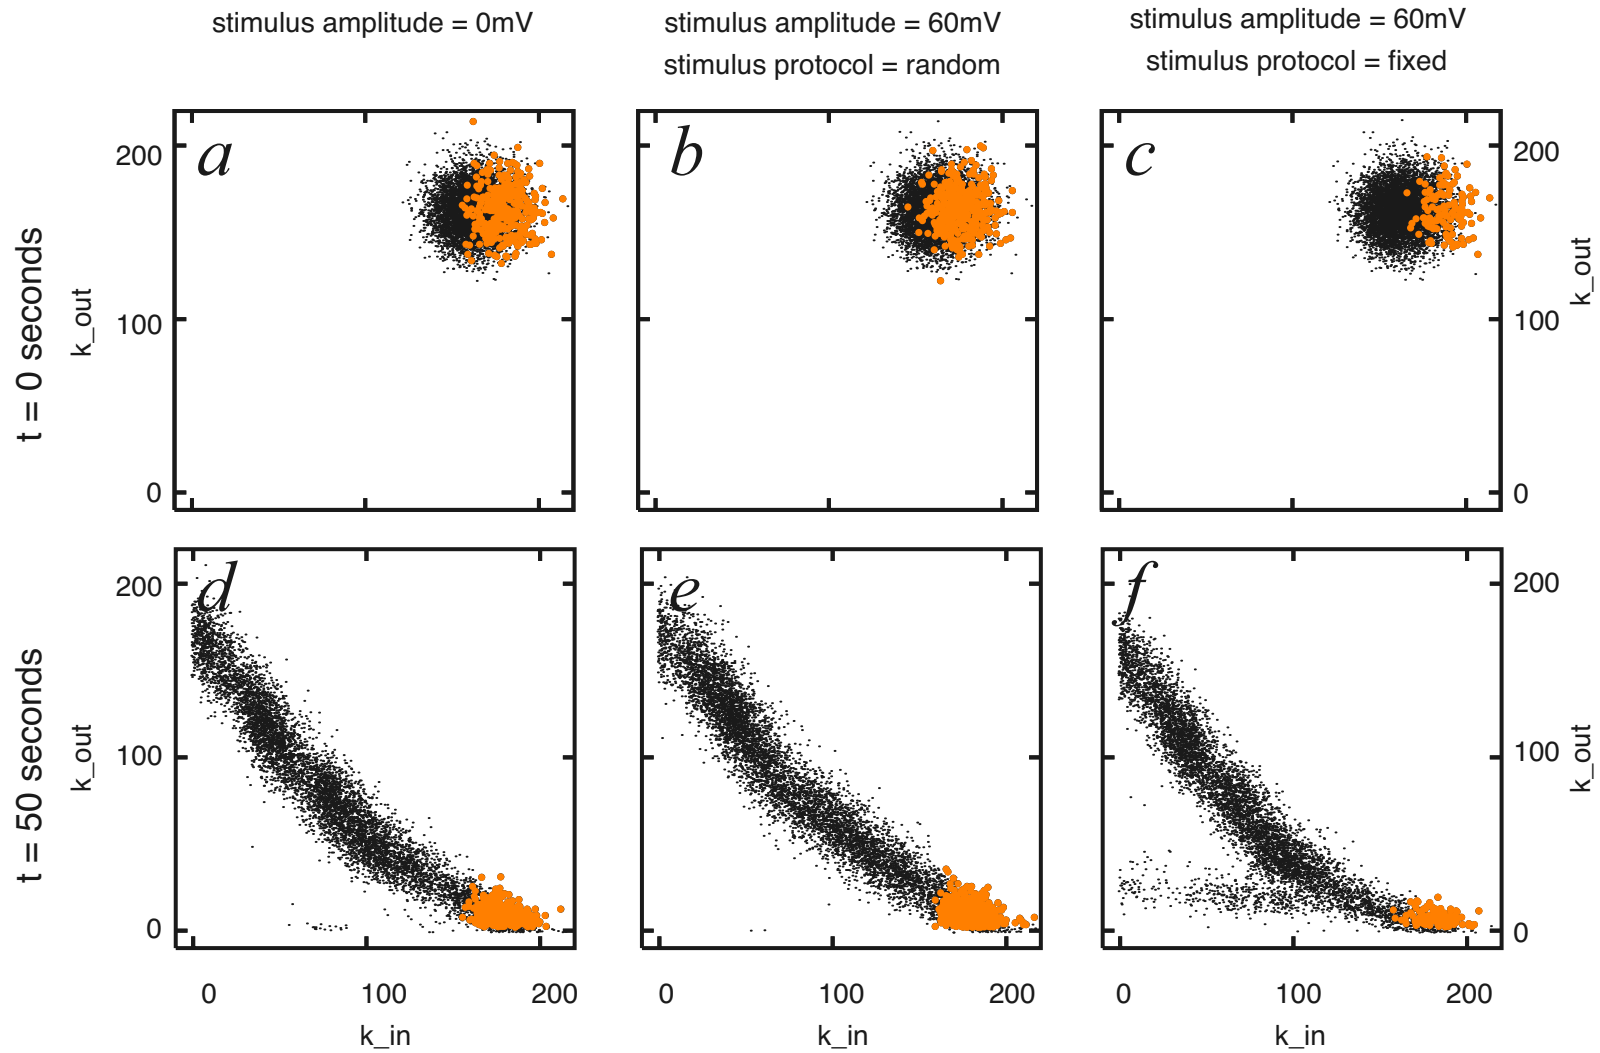 stimulus amplitude = 0mV
stimulus amplitude = 60mV
stimulus protocol = random
stimulus amplitude = 60mV
stimulus protocol = fixed
t = 0 seconds
k_out
200
100
0
a
b
c
200
100
0
k_out
t = 50 seconds
k_out
200
100
0
d
e
f
200
100
0
k_out
0 100 200
k_in
0 100 200
k_in
0 100 200
k_in